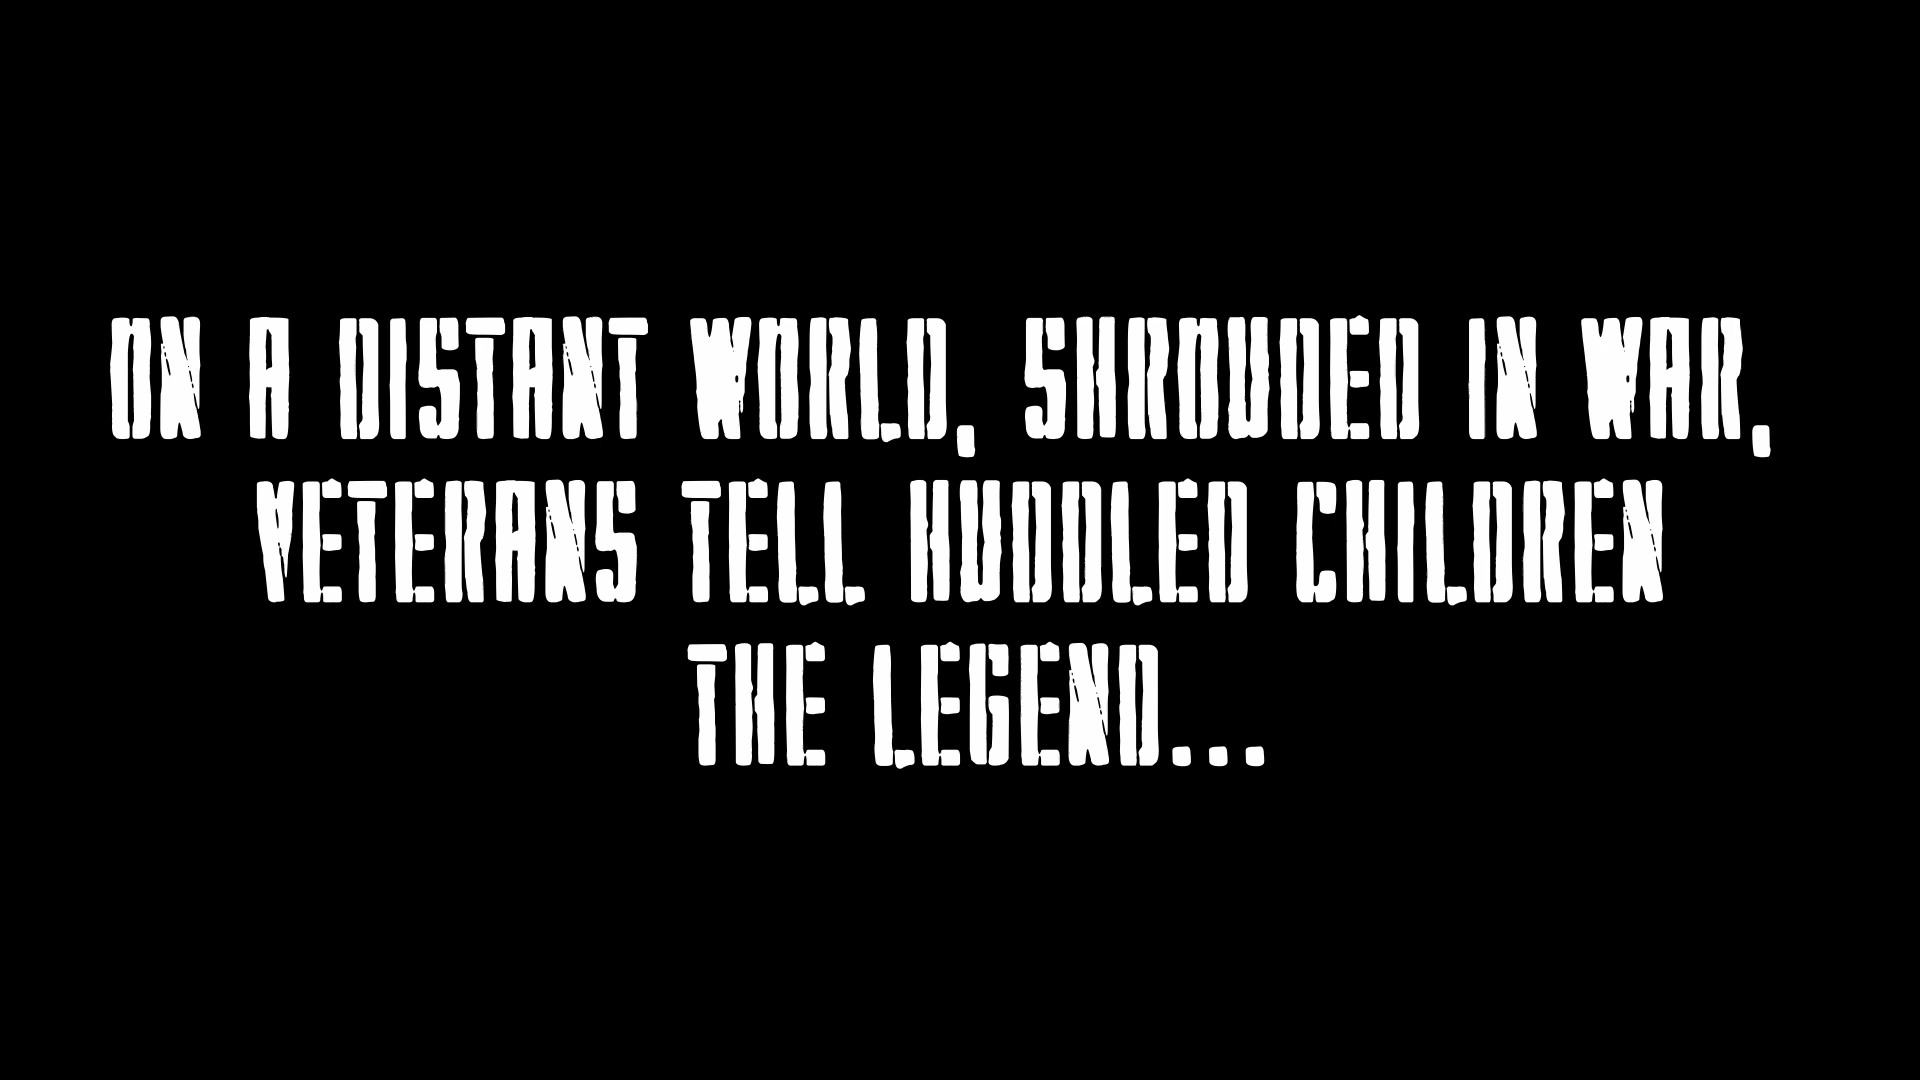 ON A DISTANT WORLD, SHROUDED IN WAR,
VETERANS TELL HUDDLED CHILDREN
THE LEGEND...